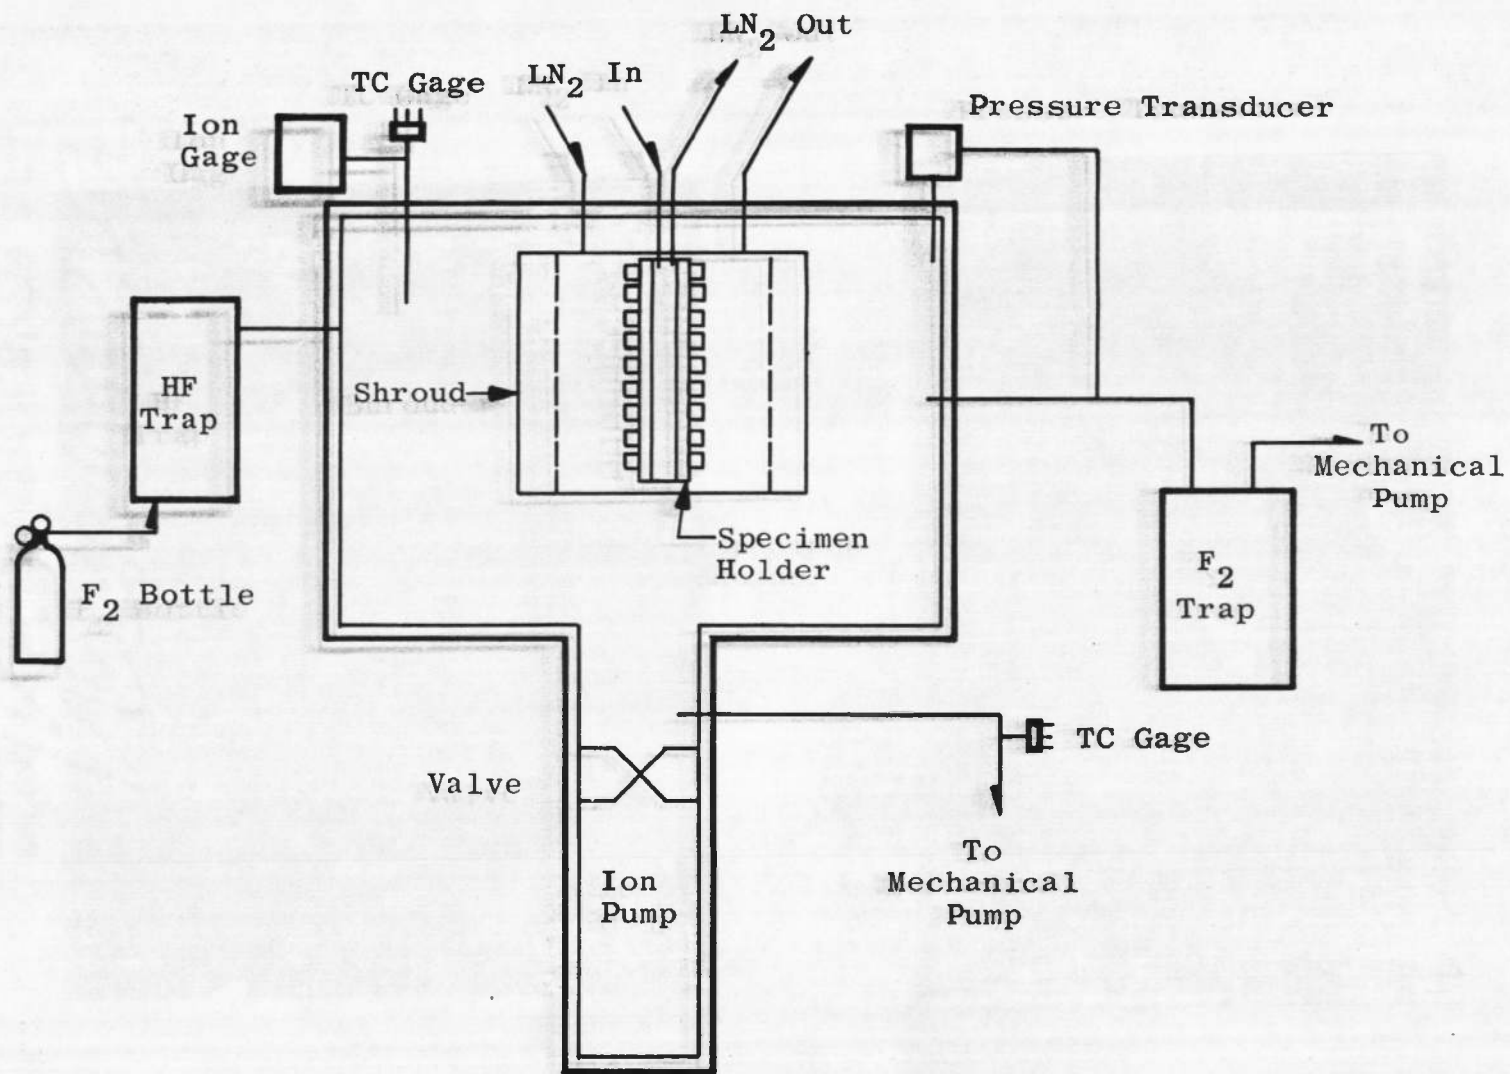 LN2 Out
TC Gage
LN2 In
Pressure Transducer
Ion
Gage
HF
Trap
Shroud
To
Mechanical
Pump
Specimen
Holder
F2 Bottle
F2
Trap
TC Gage
Valve
To
Mechanical
Pump
Ion
Pump